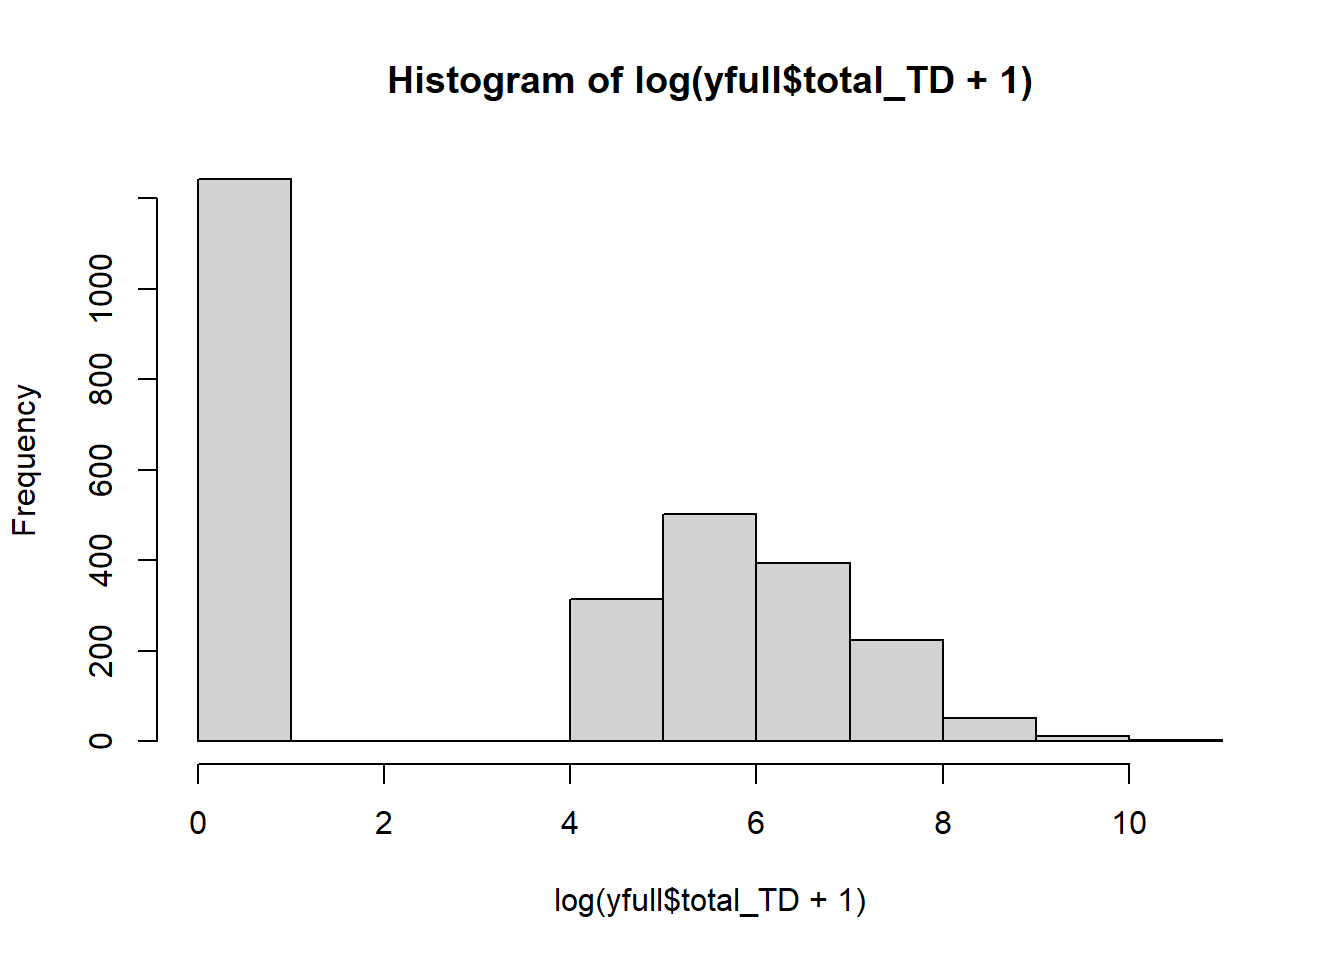 Histogram of log(yfull$total_TD + 1)
Frequency
1000
800
600
400
200
0
0 2 4 6 8 10
log(yfull$total_TD + 1)